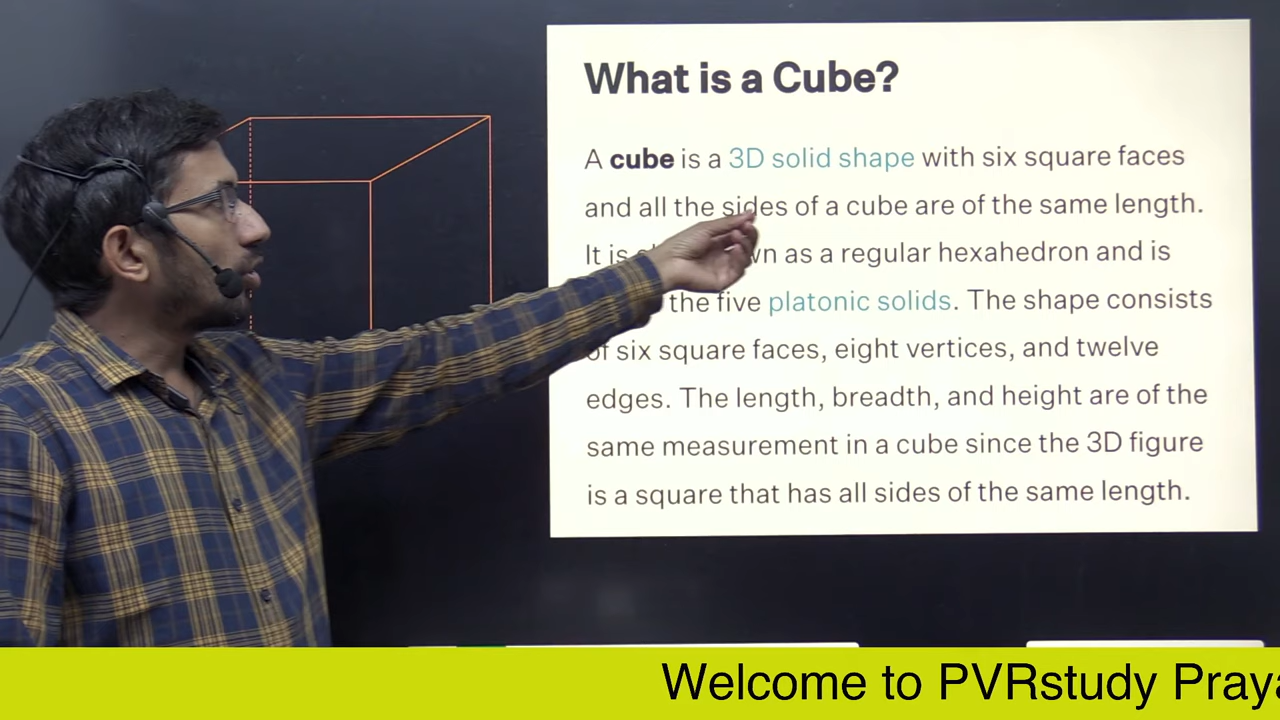 What is a Cube?
A cube is a 3D solid shape with six square faces
and all the sides of a cube are of the same length.
It is as a regular hexahedron and is
the five platonic solids. The shape consists
of six square faces, eight vertices, and twelve
edges. The length, breadth, and height are of the
same measurement in a cube since the 3D figure
is a square that has all sides of the same length.
Welcome to PVRstudy